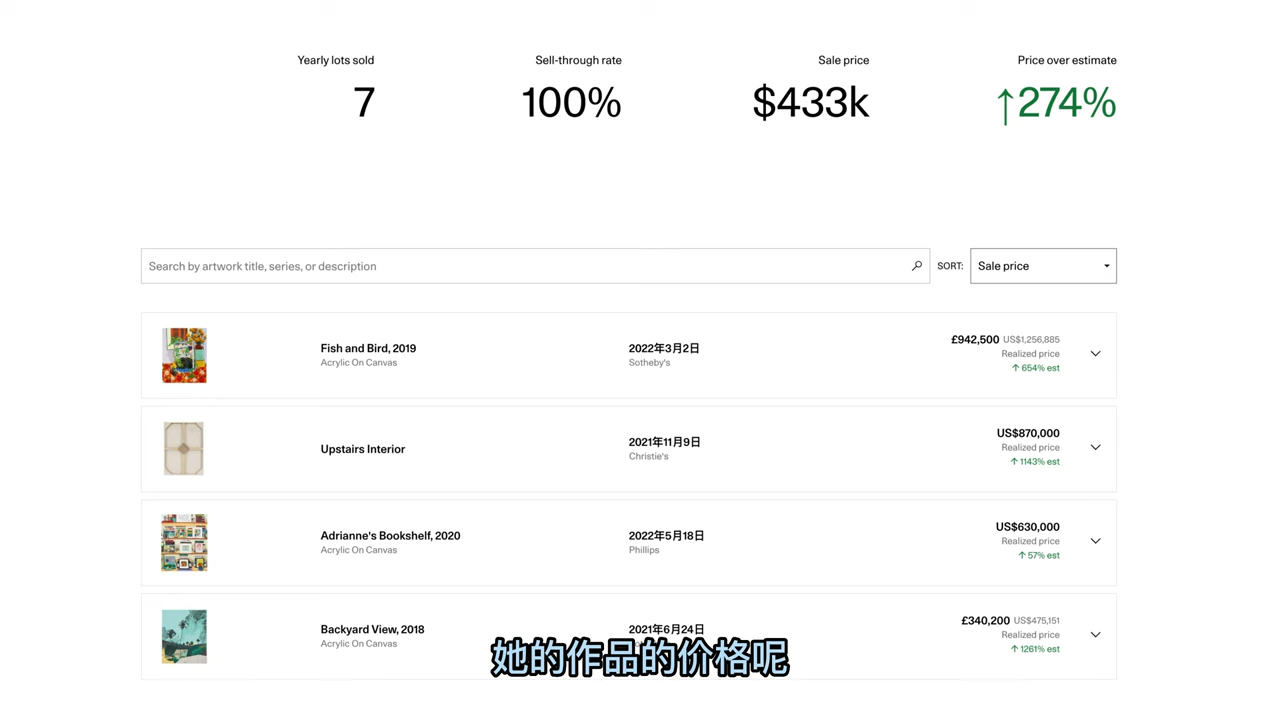 Yearly lots sold
7
Sell-through rate
100%
Sale price
$433k
Price over estimate
↑274%
Search by artwork title, series, or description
SORT:
Sale price
Fish and Bird, 2019
Acrylic On Canvas
2022年3月2日
Sotheby's
£942,500 US$1,256,885
Realized price
↑ 654% est
Upstairs Interior
2021年11月9日
Christie's
US$870,000
Realized price
↑ 1143% est
Adrianne's Bookshelf, 2020
Acrylic On Canvas
2022年5月18日
Phillips
US$630,000
Realized price
↑ 57% est
Backyard View, 2018
Acrylic On Canvas
2021年6月24日
£340,200 US$475,151
Realized price
↑ 1261% est
她的作品的价格呢